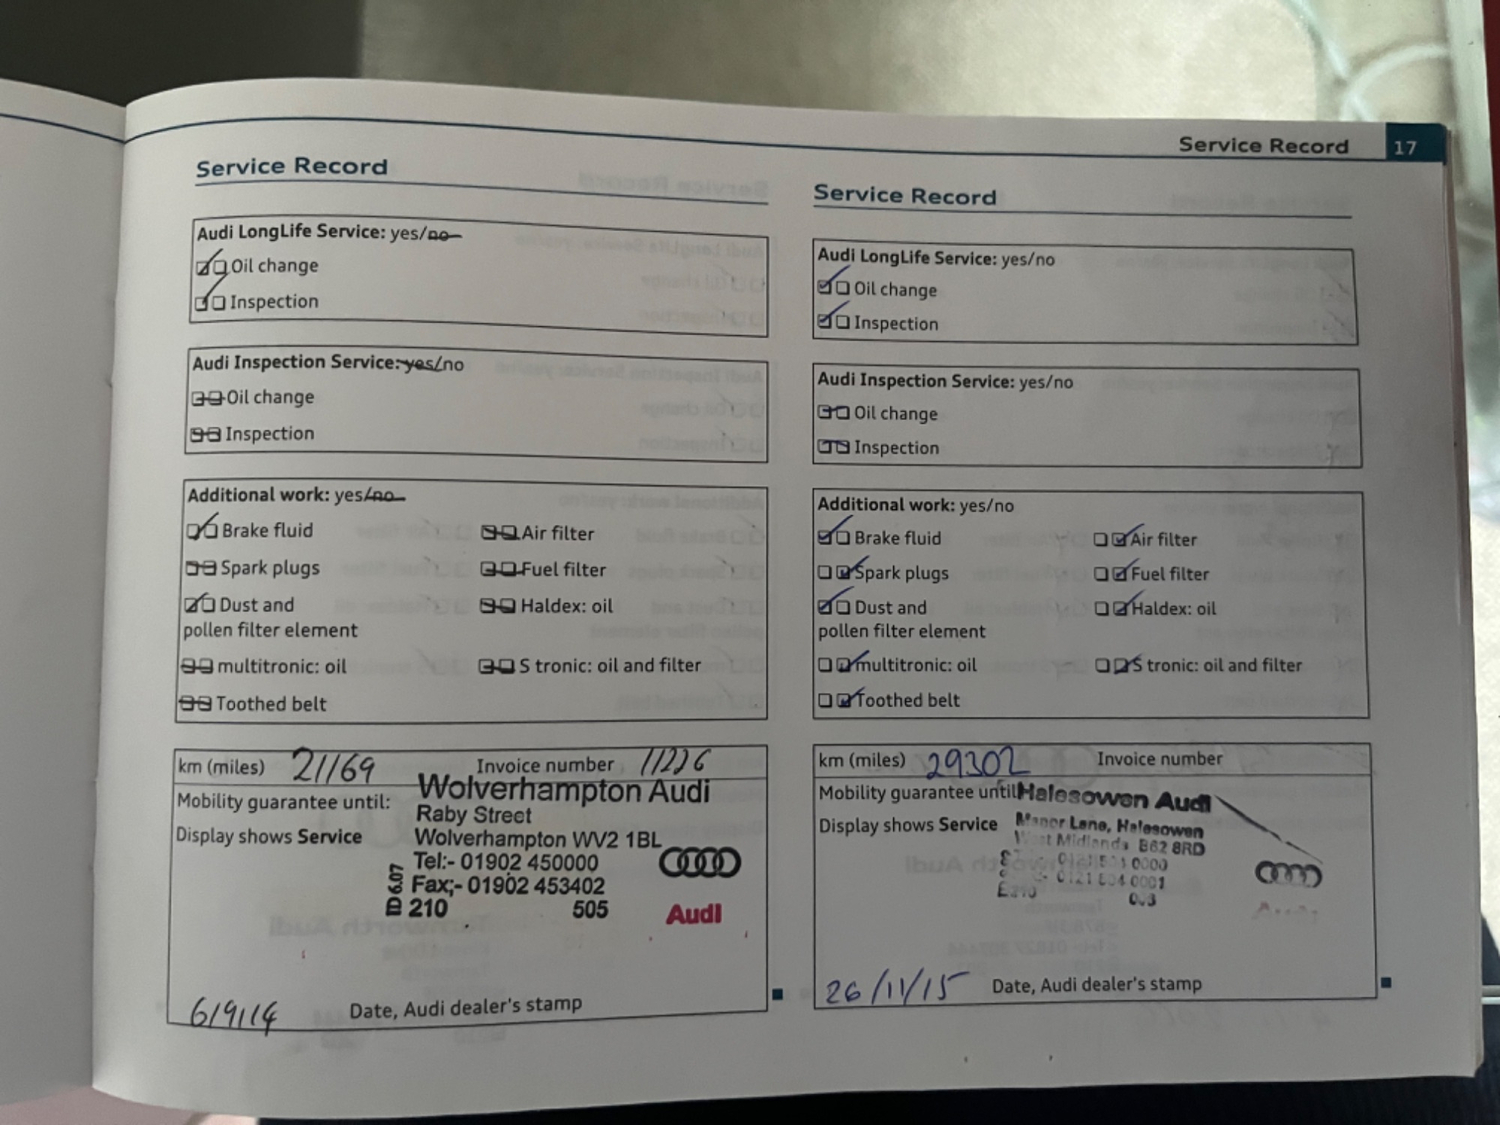 Service Record 17
Service Record
Audi LongLife Service: yes/no
Oil change
Inspection
Audi Inspection Service: yes/no
Oil change
Inspection
Additional work: yes/no
Brake fluid Air filter
Spark plugs Fuel filter
Dust and Haldex: oil
pollen filter element
multitronic: oil S tronic: oil and filter
Toothed belt
km (miles) 21169 Invoice number 11226
Mobility guarantee until:
Display shows Service
Wolverhampton Audi
Raby Street
Wolverhampton WV2 1BL
Tel:- 01902 450000
Fax;- 01902 453402
210 505
Audi
6/9/14 Date, Audi dealer's stamp
Service Record
Audi LongLife Service: yes/no
Oil change
Inspection
Audi Inspection Service: yes/no
Oil change
Inspection
Additional work: yes/no
Brake fluid Air filter
Spark plugs Fuel filter
Dust and Haldex: oil
pollen filter element
multitronic: oil S tronic: oil and filter
Toothed belt
km (miles) 29302 Invoice number
Mobility guarantee until
Display shows Service
Halesowen Audi
Manor Lane, Halesowen
West Midlands B62 8RD
Audi
26/11/15 Date, Audi dealer's stamp